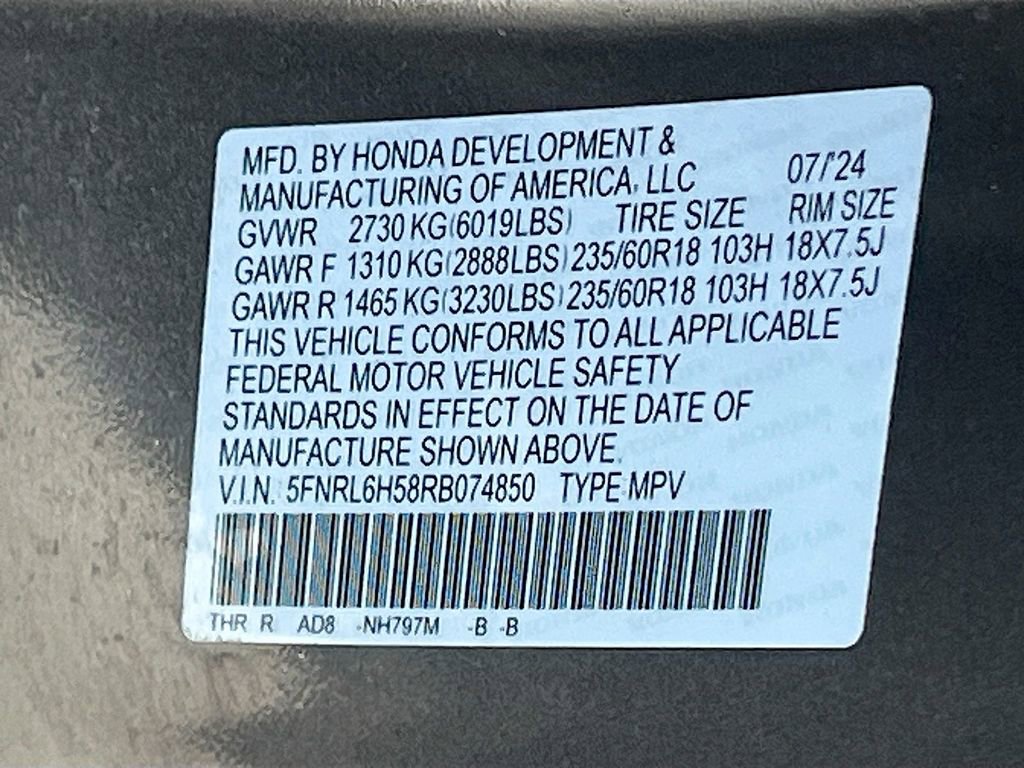 MFD. BY HONDA DEVELOPMENT &
MANUFACTURING OF AMERICA, LLC 07/'24
GVWR 2730 KG(6019LBS) TIRE SIZE RIM SIZE
GAWR F 1310 KG(2888LBS) 235/60R18 103H 18X7.5J
GAWR R 1465 KG(3230LBS) 235/60R18 103H 18X7.5J
THIS VEHICLE CONFORMS TO ALL APPLICABLE
FEDERAL MOTOR VEHICLE SAFETY
STANDARDS IN EFFECT ON THE DATE OF
MANUFACTURE SHOWN ABOVE.
V.I.N. 5FNRL6H58RB074850 TYPE:MPV
THR R AD8 -NH797M -B -B